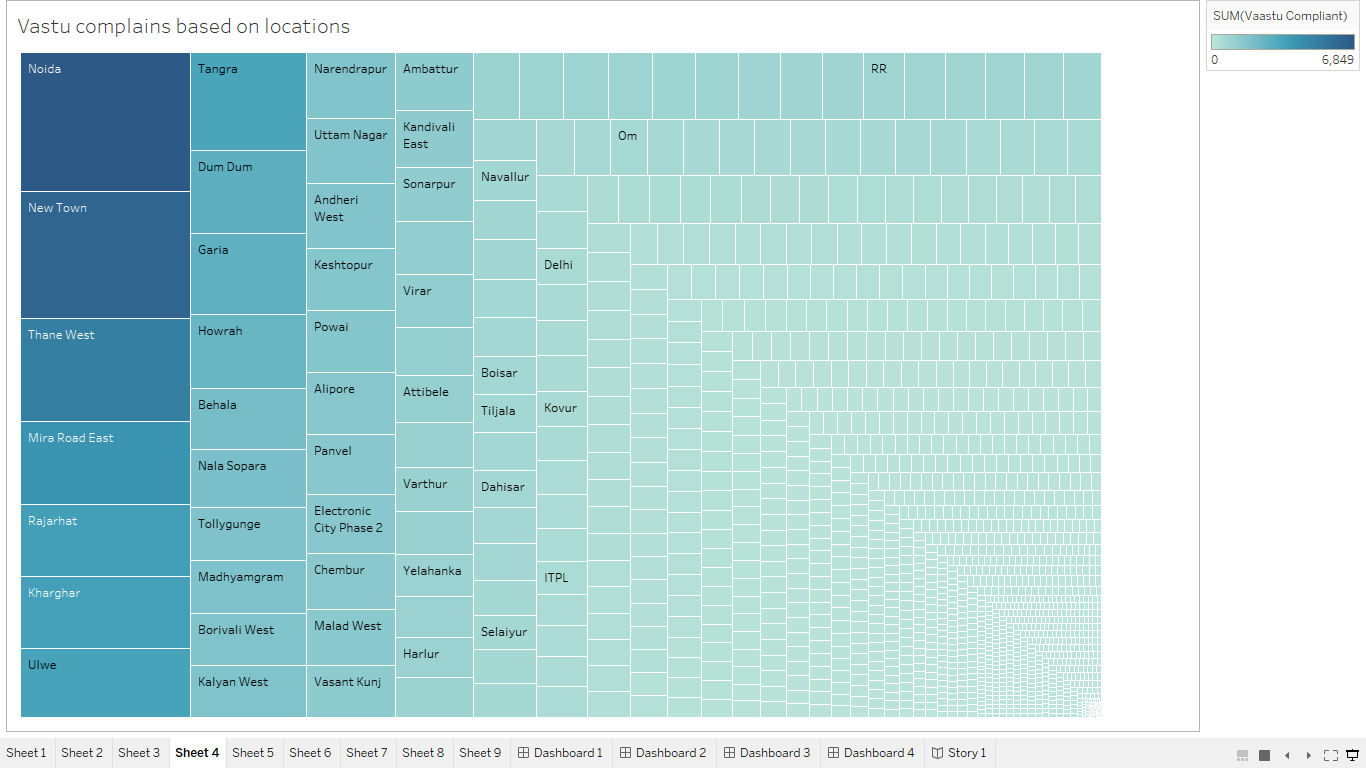 Vastu complains based on locations
SUM(Vaastu Compliant)
0
6,849
Noida
New Town
Thane West
Mira Road East
Rajarhat
Kharghar
Ulwe
Tangra
Dum Dum
Garia
Howrah
Behala
Nala Sopara
Tollygunge
Madhyamgram
Borivali West
Kalyan West
Narendrapur
Uttam Nagar
Andheri
West
Keshtopur
Powai
Alipore
Panvel
Electronic
City Phase 2
Chembur
Malad West
Vasant Kunj
Ambattur
Kandivali
East
Sonarpur
Virar
Attibele
Varthur
Yelahanka
Harlur
Navallur
Boisar
Tiljala
Dahisar
Selaiyur
Om
Delhi
Kovur
ITPL
RR
Sheet 1
Sheet 2
Sheet 3
Sheet 4
Sheet 5
Sheet 6
Sheet 7
Sheet 8
Sheet 9
Dashboard 1
Dashboard 2
Dashboard 3
Dashboard 4
Story 1